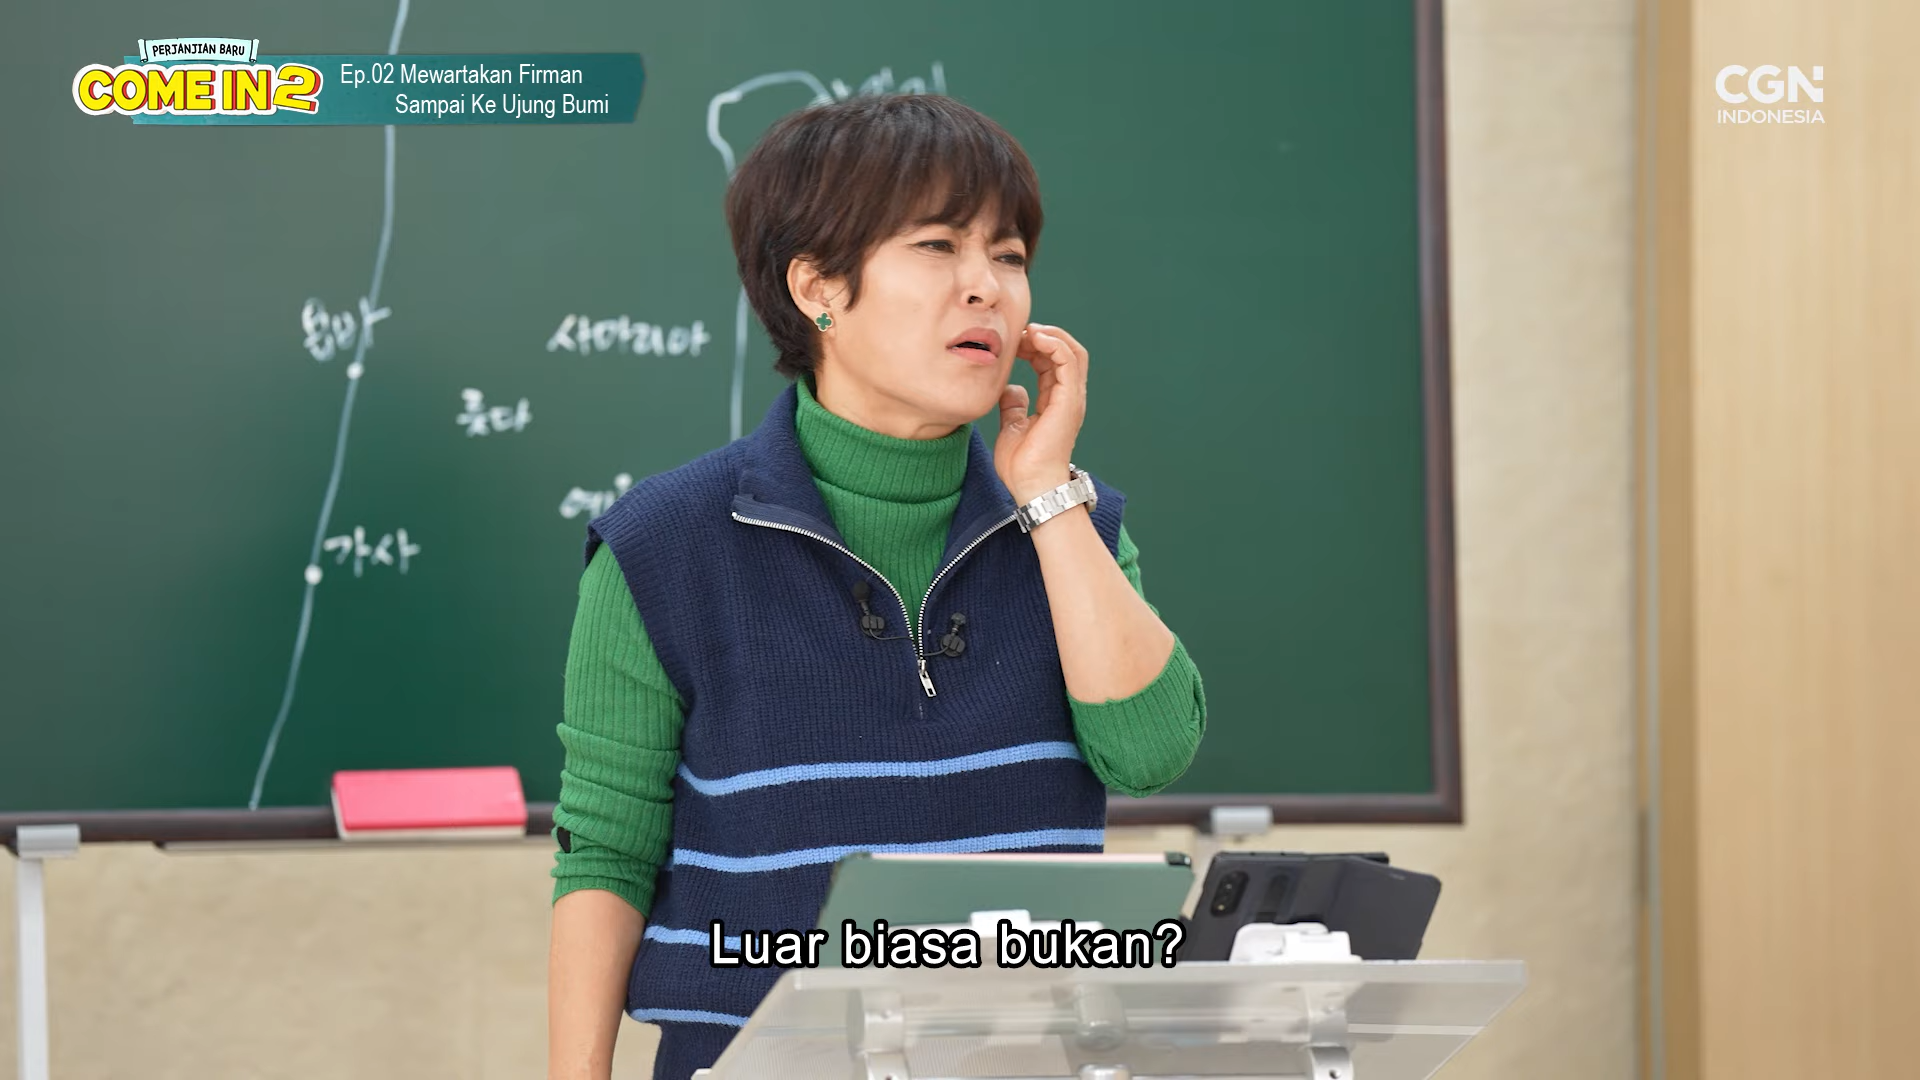 PERJANJIAN BARU
COME IN 2
Ep.02 Mewartakan Firman
Sampai Ke Ujung Bumi
CGN
INDONESIA
욥바
사마리아
룻다
가사
Luar biasa bukan?